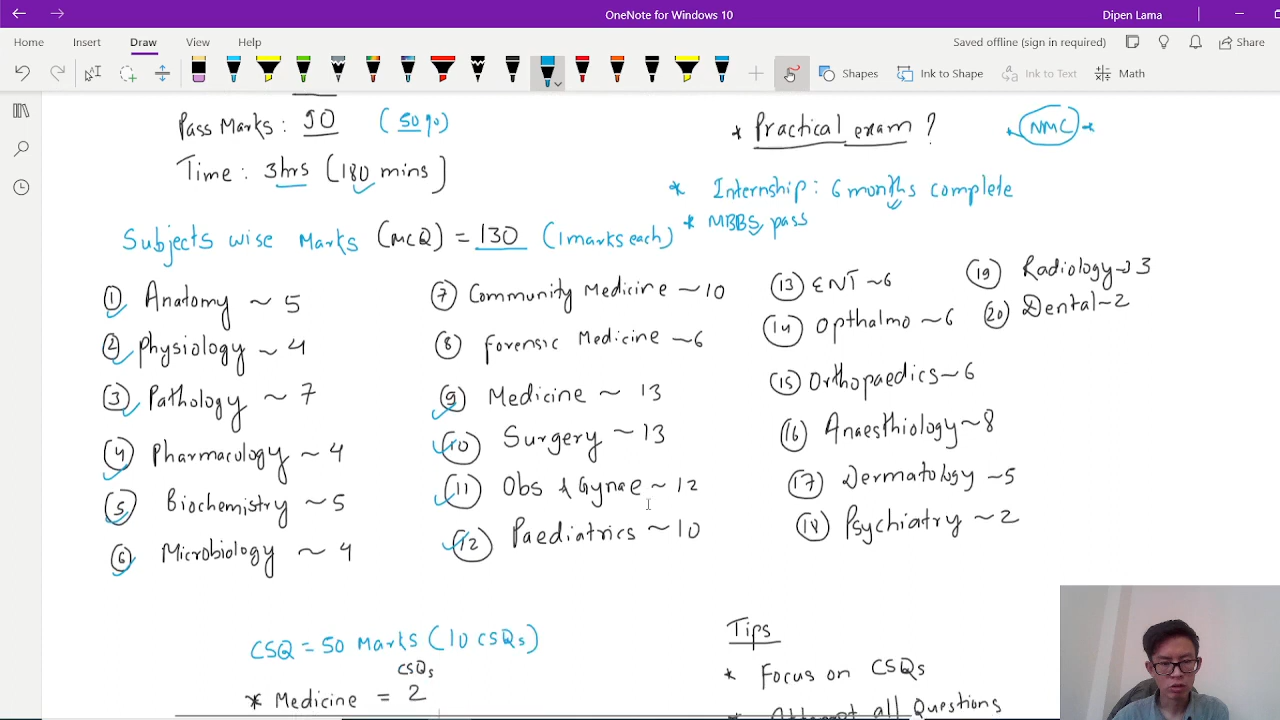 OneNote for Windows 10
Dipen Lama
Home
Insert
Draw
View
Help
Saved offline (sign in required)
Share
Shapes
Ink to Shape
Ink to Text
Math
Pass Marks : 90 (50%)
Time : 3hrs (180 mins)
* Practical exam ?
* NMC *
* Internship : 6 months complete
* MBBS pass
Subjects wise Marks (MCQ) = 130 (1 marks each)
1 Anatomy ~ 5
2 Physiology ~ 4
3 Pathology ~ 7
4 Pharmacology ~ 4
5 Biochemistry ~ 5
6 Microbiology ~ 4
7 Community Medicine ~ 10
8 Forensic Medicine ~ 6
9 Medicine ~ 13
10 Surgery ~ 13
11 Obs & Gynae ~ 12
12 Paediatrics ~ 10
13 ENT ~ 6
14 Opthalmo ~ 6
15 Orthopaedics ~ 6
16 Anaesthiology ~ 8
17 Dermatology ~ 5
18 Psychiatry ~ 2
19 Radiology ~ 3
20 Dental ~ 2
CSQ = 50 Marks (10 CSQs)
CSQs
* Medicine = 2
Tips
* Focus on CSQs
* Attempt all Questions